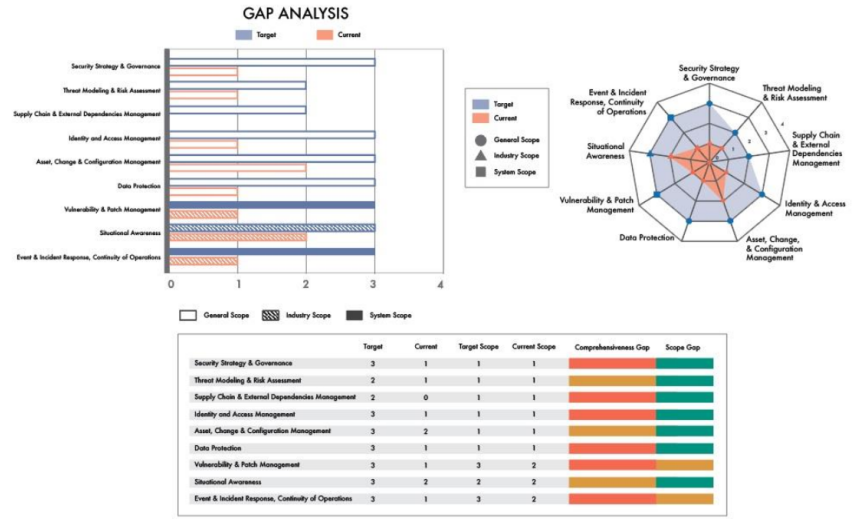 GAP ANALYSIS
Target Current
Security Strategy & Governance
Threat Modeling & Risk Assessment
Supply Chain & External Dependencies Management
Identity and Access Management
Asset, Change & Configuration Management
Data Protection
Vulnerability & Patch Management
Situational Awareness
Event & Incident Response, Continuity of Operations
0 1 2 3 4
General Scope Industry Scope System Scope
Target
Current
General Scope
Industry Scope
System Scope
Security Strategy
& Governance
Threat Modeling
& Risk Assessment
Supply Chain
& External
Dependencies
Management
Identity & Access
Management
Asset, Change,
& Configuration
Management
Data Protection
Vulnerability & Patch
Management
Situational
Awareness
Event & Incident
Response, Continuity
of Operations
1 2 3 4
Target Current Target Scope Current Scope Comprehensiveness Gap Scope Gap
Security Strategy & Governance 3 1 1 1
Threat Modeling & Risk Assessment 2 1 1 1
Supply Chain & External Dependencies Management 2 0 1 1
Identity and Access Management 3 1 1 1
Asset, Change & Configuration Management 3 2 1 1
Data Protection 3 1 1 1
Vulnerability & Patch Management 3 1 3 2
Situational Awareness 3 2 2 2
Event & Incident Response, Continuity of Operations 3 1 3 2